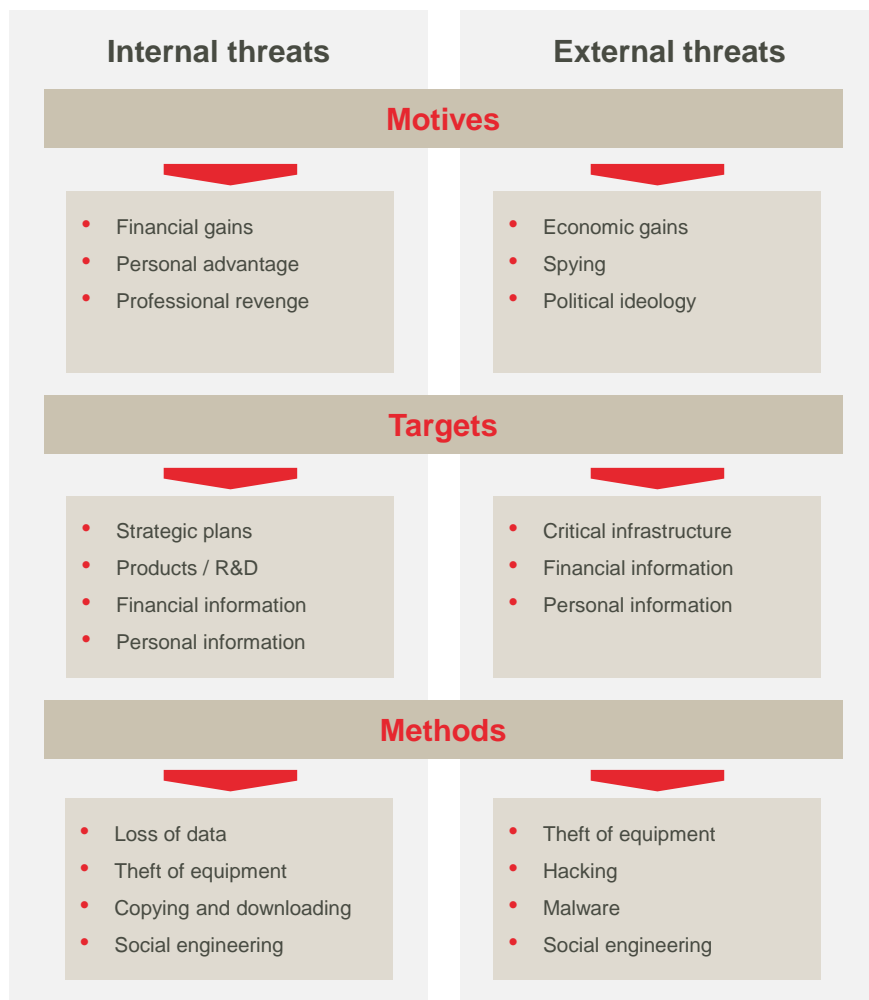 Internal threats
External threats
Motives
• Financial gains
• Personal advantage
• Professional revenge
• Economic gains
• Spying
• Political ideology
Targets
• Strategic plans
• Products / R&D
• Financial information
• Personal information
• Critical infrastructure
• Financial information
• Personal information
Methods
• Loss of data
• Theft of equipment
• Copying and downloading
• Social engineering
• Theft of equipment
• Hacking
• Malware
• Social engineering